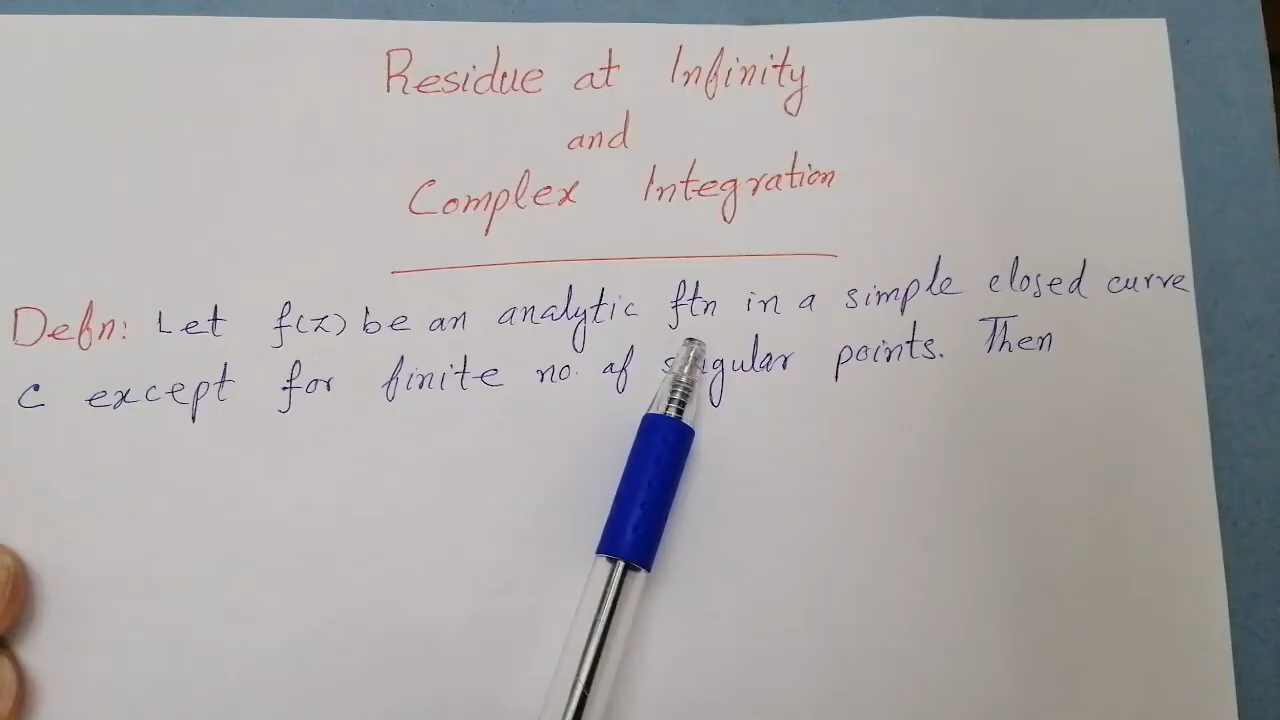 Residue at Infinity
and
Complex Integration
Defn: Let f(z) be an analytic ftn in a simple closed curve
C except for finite no. of singular points. Then